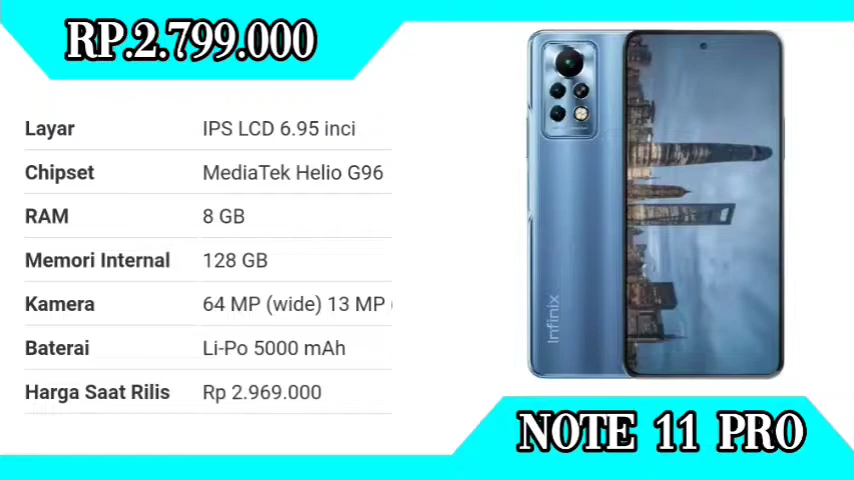 RP.2.799.000
Layar IPS LCD 6.95 inci
Chipset MediaTek Helio G96
RAM 8 GB
Memori Internal 128 GB
Kamera 64 MP (wide) 13 MP (
Baterai Li-Po 5000 mAh
Harga Saat Rilis Rp 2.969.000
Infinix
NOTE 11 PRO